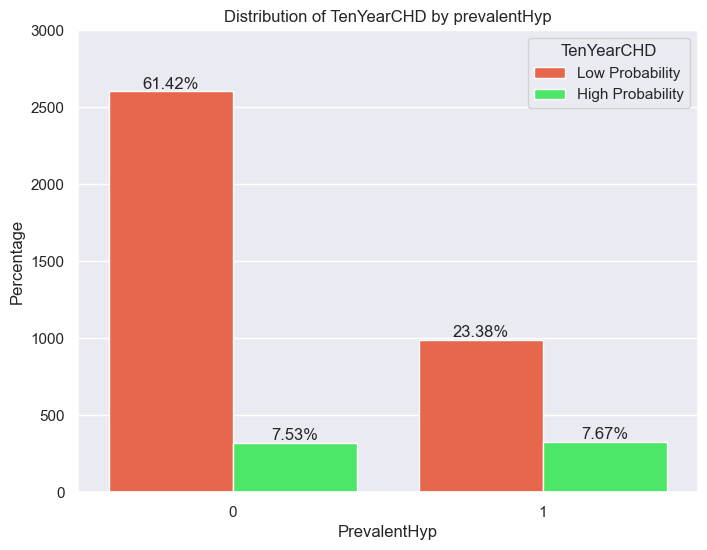 Distribution of TenYearCHD by prevalentHyp
3000
2500
2000
1500
1000
500
0
Percentage
TenYearCHD
Low Probability
High Probability
61.42%
7.53%
23.38%
7.67%
0
1
PrevalentHyp